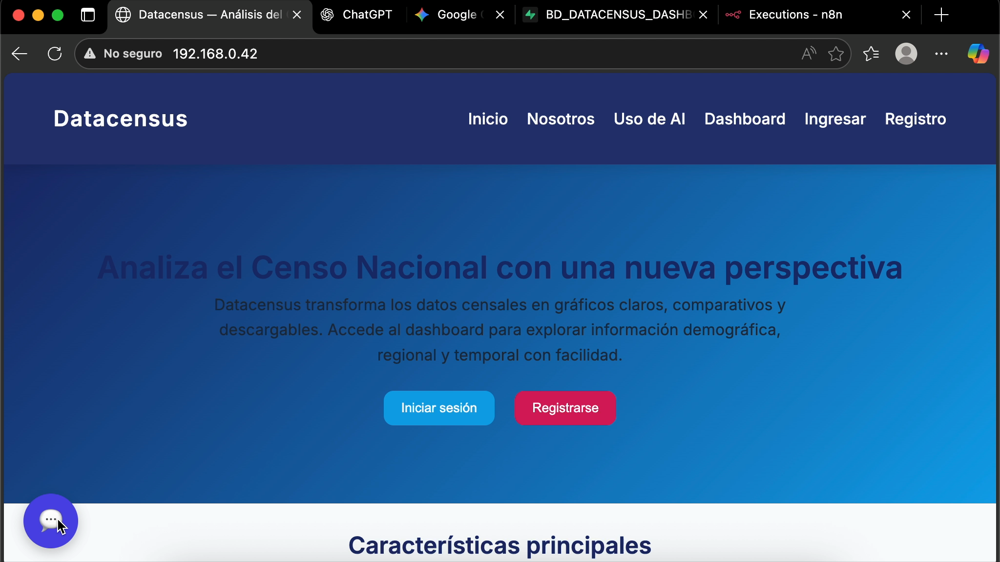 Datacensus — Análisis del
ChatGPT
Google
BD_DATACENSUS_DASHB
Executions - n8n
No seguro
192.168.0.42
Datacensus
Inicio
Nosotros
Uso de AI
Dashboard
Ingresar
Registro
Analiza el Censo Nacional con una nueva perspectiva
Datacensus transforma los datos censales en gráficos claros, comparativos y
descargables. Accede al dashboard para explorar información demográfica,
regional y temporal con facilidad.
Iniciar sesión
Registrarse
Características principales